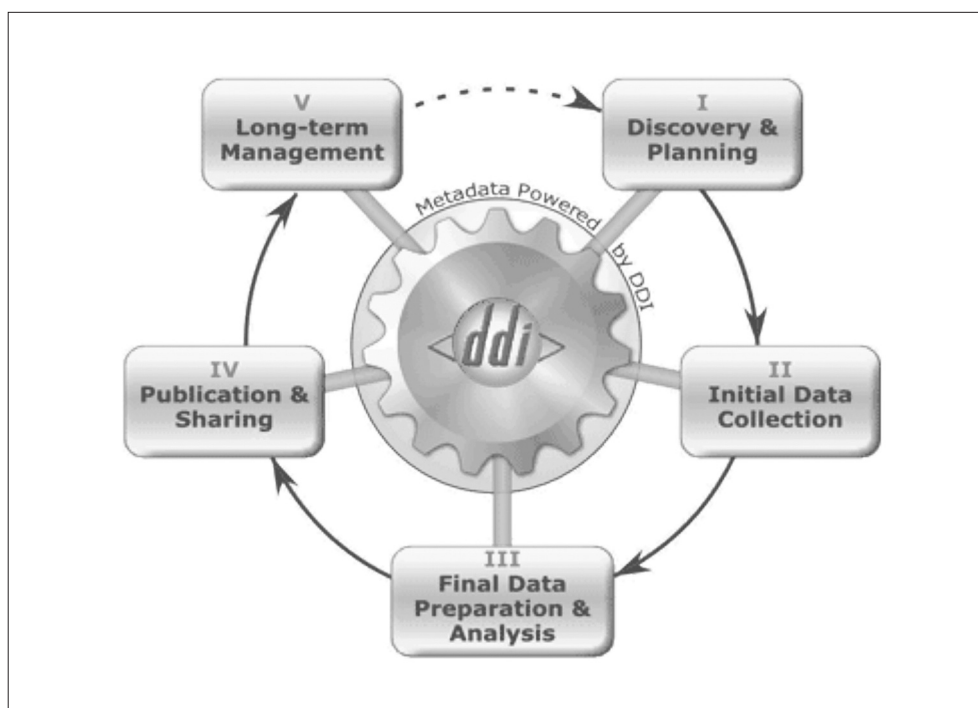 V
Long-term
Management
I
Discovery &
Planning
Metadata Powered by DDI
ddi
IV
Publication &
Sharing
II
Initial Data
Collection
III
Final Data
Preparation &
Analysis